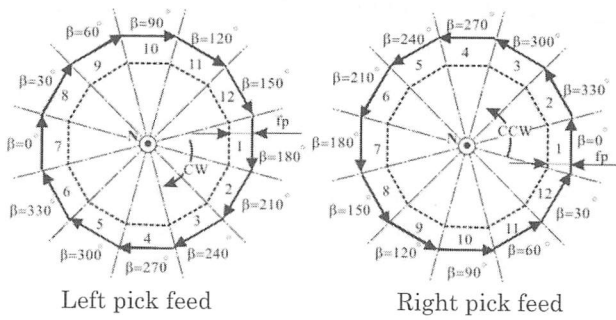 β=90°
β=60°
β=120°
β=30°
β=150°
β=0°
β=180°
β=330°
β=210°
β=300°
β=240°
β=270°
10
9
11
8
12
7
1
6
2
5
3
4
N
CW
fp
Left pick feed
β=270°
β=240°
β=300°
β=210°
β=330°
β=180°
β=0°
β=150°
β=30°
β=120°
β=60°
β=90°
4
5
3
6
2
7
1
8
12
9
11
10
N
CCW
fp
Right pick feed